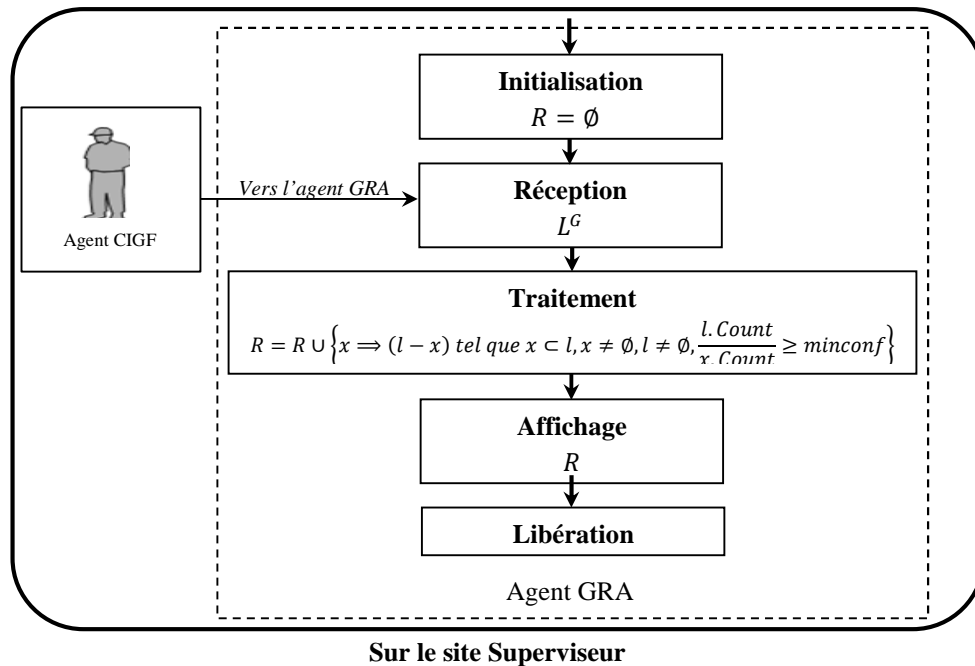 Initialisation
R = ∅
Agent CIGF
Vers l'agent GRA
Réception
L^G
Traitement
R = R ∪ {x ⟹ (l − x) tel que x ⊂ l, x ≠ ∅, l ≠ ∅, l.Count / x.Count ≥ minconf}
Affichage
R
Libération
Agent GRA
Sur le site Superviseur